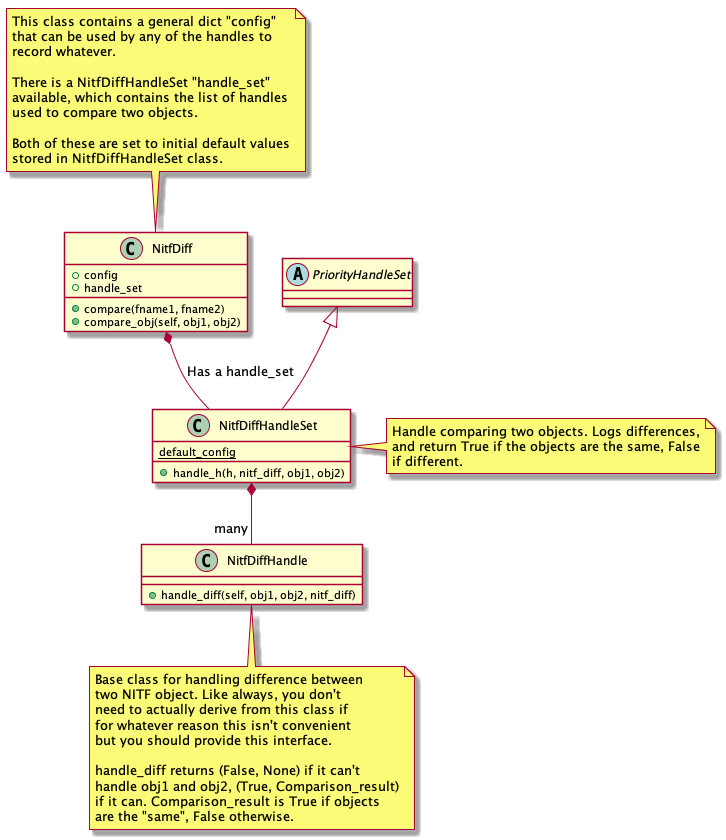 This class contains a general dict "config"
that can be used by any of the handles to
record whatever.
There is a NitfDiffHandleSet "handle_set"
available, which contains the list of handles
used to compare two objects.
Both of these are set to initial default values
stored in NitfDiffHandleSet class.
C NitfDiff
config
handle_set
compare(fname1, fname2)
compare_obj(self, obj1, obj2)
A PriorityHandleSet
Has a handle_set
C NitfDiffHandleSet
default_config
handle_h(h, nitf_diff, obj1, obj2)
Handle comparing two objects. Logs differences,
and return True if the objects are the same, False
if different.
many
C NitfDiffHandle
handle_diff(self, obj1, obj2, nitf_diff)
Base class for handling difference between
two NITF object. Like always, you don't
need to actually derive from this class if
for whatever reason this isn't convenient
but you should provide this interface.
handle_diff returns (False, None) if it can't
handle obj1 and obj2, (True, Comparison_result)
if it can. Comparison_result is True if objects
are the "same", False otherwise.